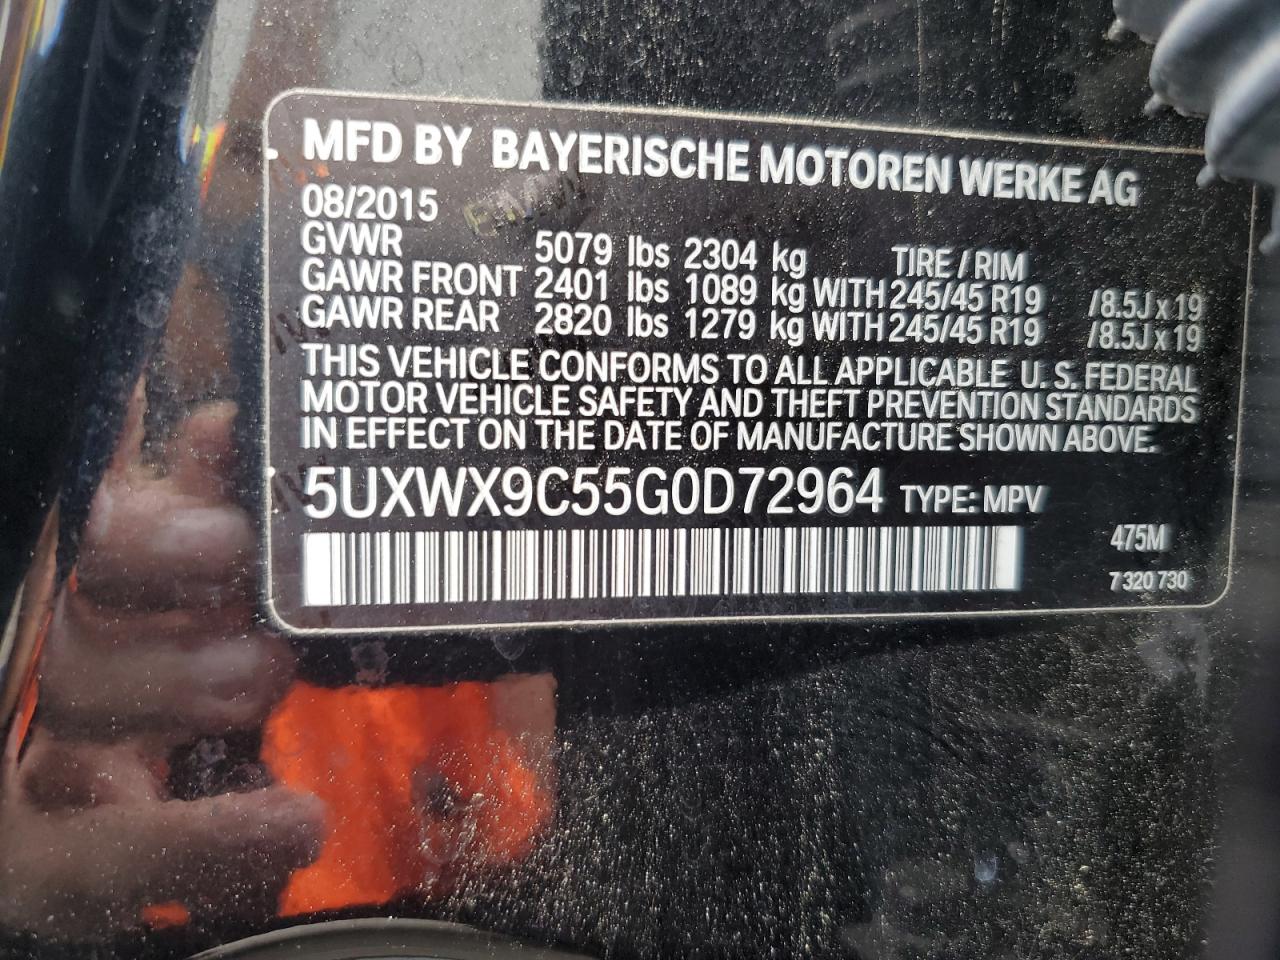 MFD BY BAYERISCHE MOTOREN WERKE AG
08/2015
GVWR 5079 lbs 2304 kg TIRE / RIM
GAWR FRONT 2401 lbs 1089 kg WITH 245/45 R19 /8.5J x 19
GAWR REAR 2820 lbs 1279 kg WITH 245/45 R19 /8.5J x 19
THIS VEHICLE CONFORMS TO ALL APPLICABLE U. S. FEDERAL
MOTOR VEHICLE SAFETY AND THEFT PREVENTION STANDARDS
IN EFFECT ON THE DATE OF MANUFACTURE SHOWN ABOVE.
5UXWX9C55G0D72964 TYPE: MPV
475M
7 320 730